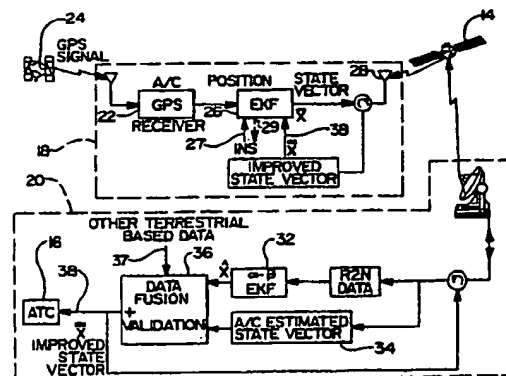 24
GPS
SIGNAL
14
A/C
POSITION
STATE
VECTOR
28
GPS
EKF
X
22
RECEIVER
26
27
29
INS
X
38
18
IMPROVED
STATE VECTOR
20
OTHER TERRESTRIAL
BASED DATA
37
36
32
16
38
DATA
FUSION
+
VALIDATION
X
α-β
EKF
R2N
DATA
ATC
X
IMPROVED
STATE
VECTOR
A/C ESTIMATED
STATE VECTOR
34